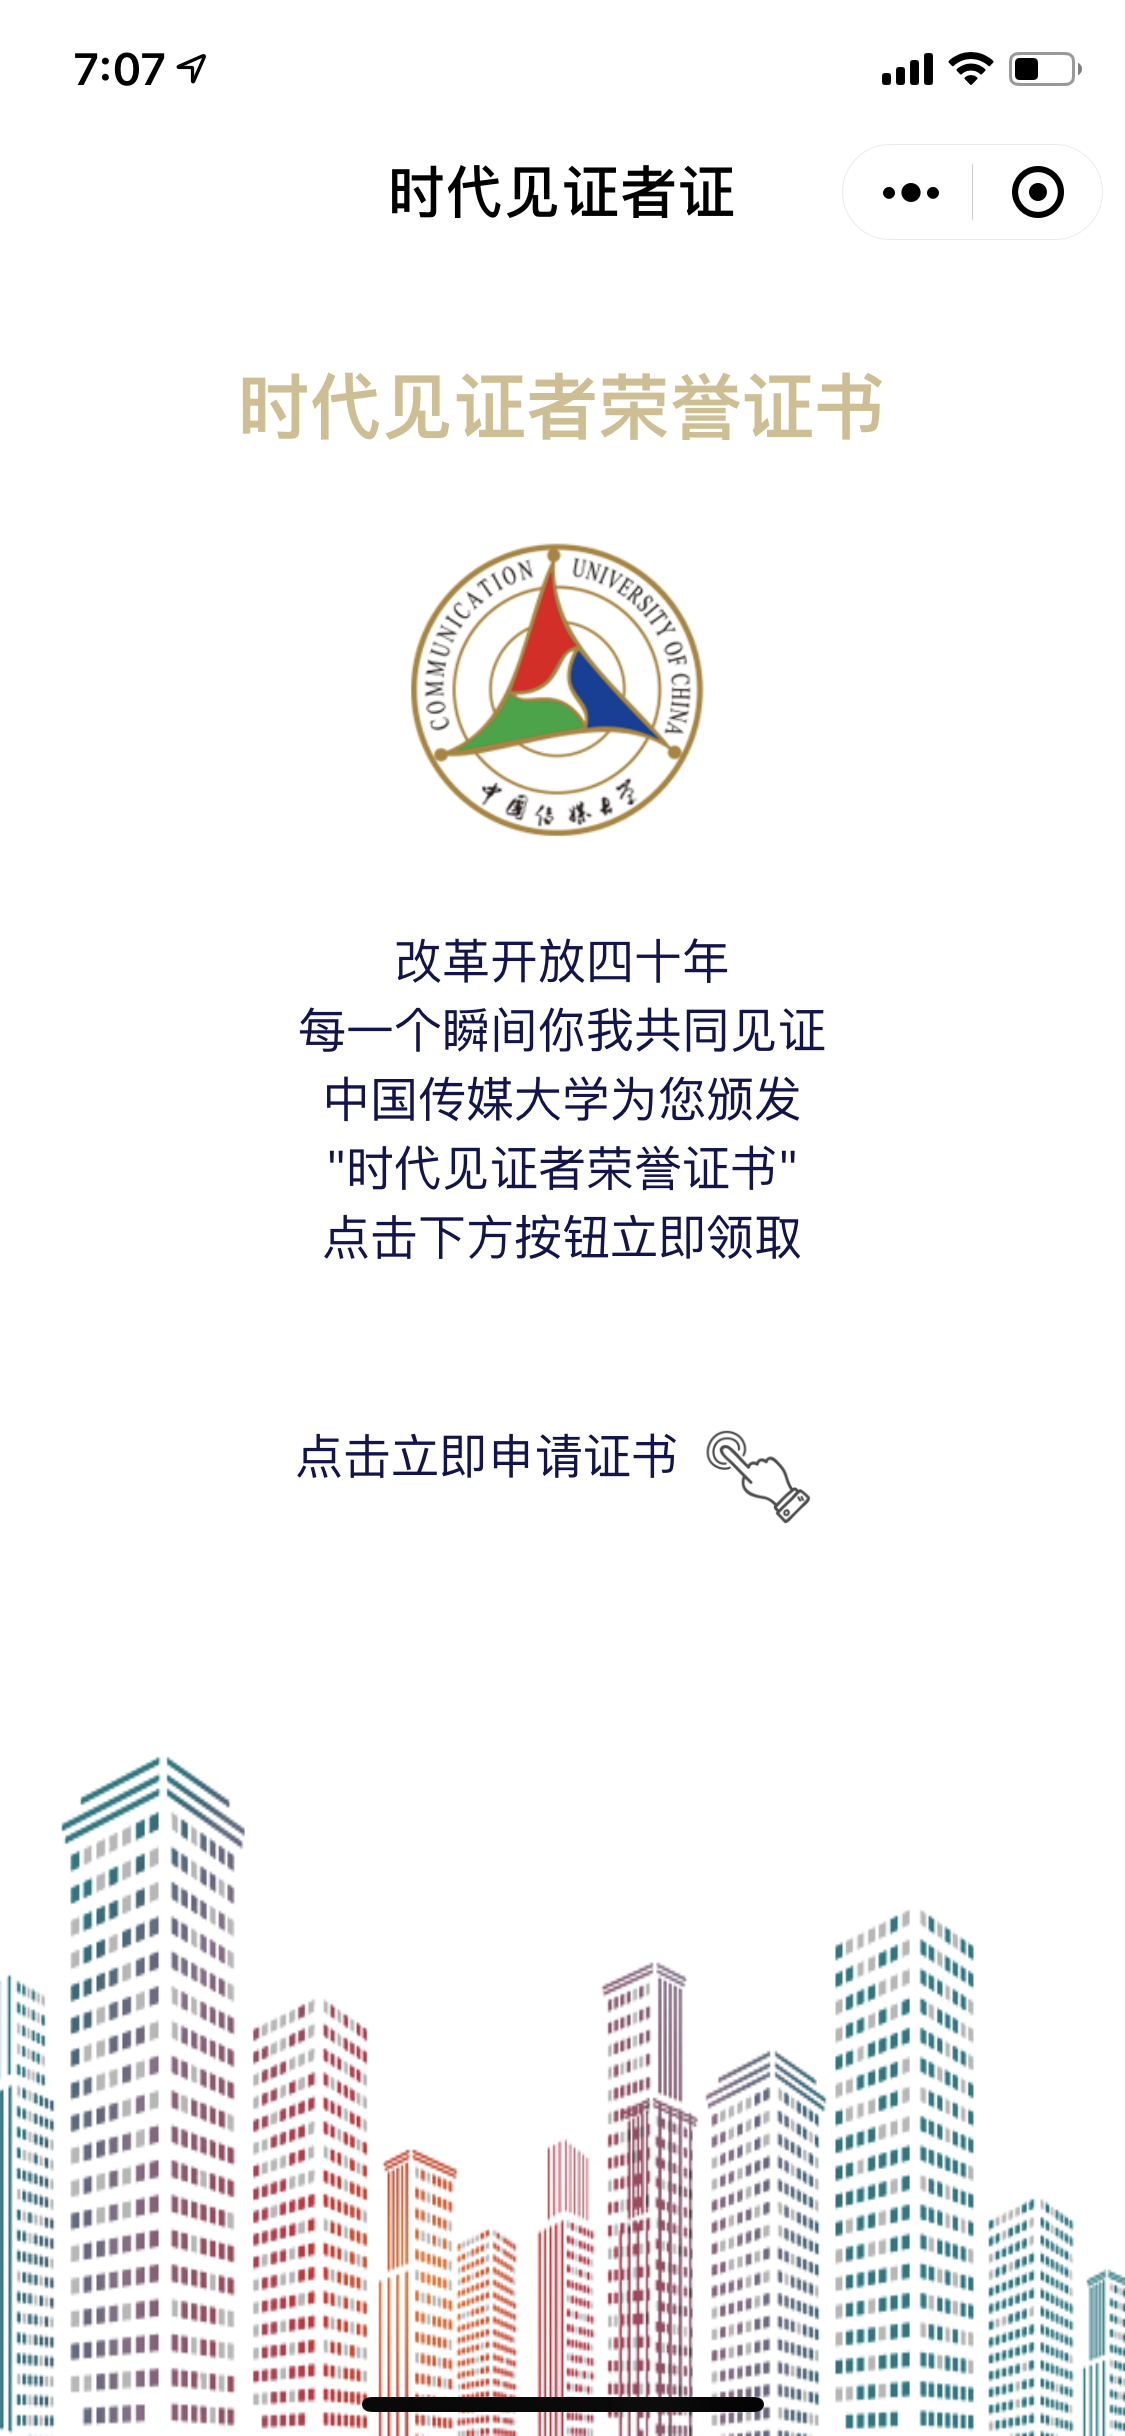 7:07
时代见证者证
时代见证者荣誉证书
COMMUNICATION UNIVERSITY OF CHINA
中国传媒大学
改革开放四十年
每一个瞬间你我共同见证
中国传媒大学为您颁发
"时代见证者荣誉证书"
点击下方按钮立即领取
点击立即申请证书